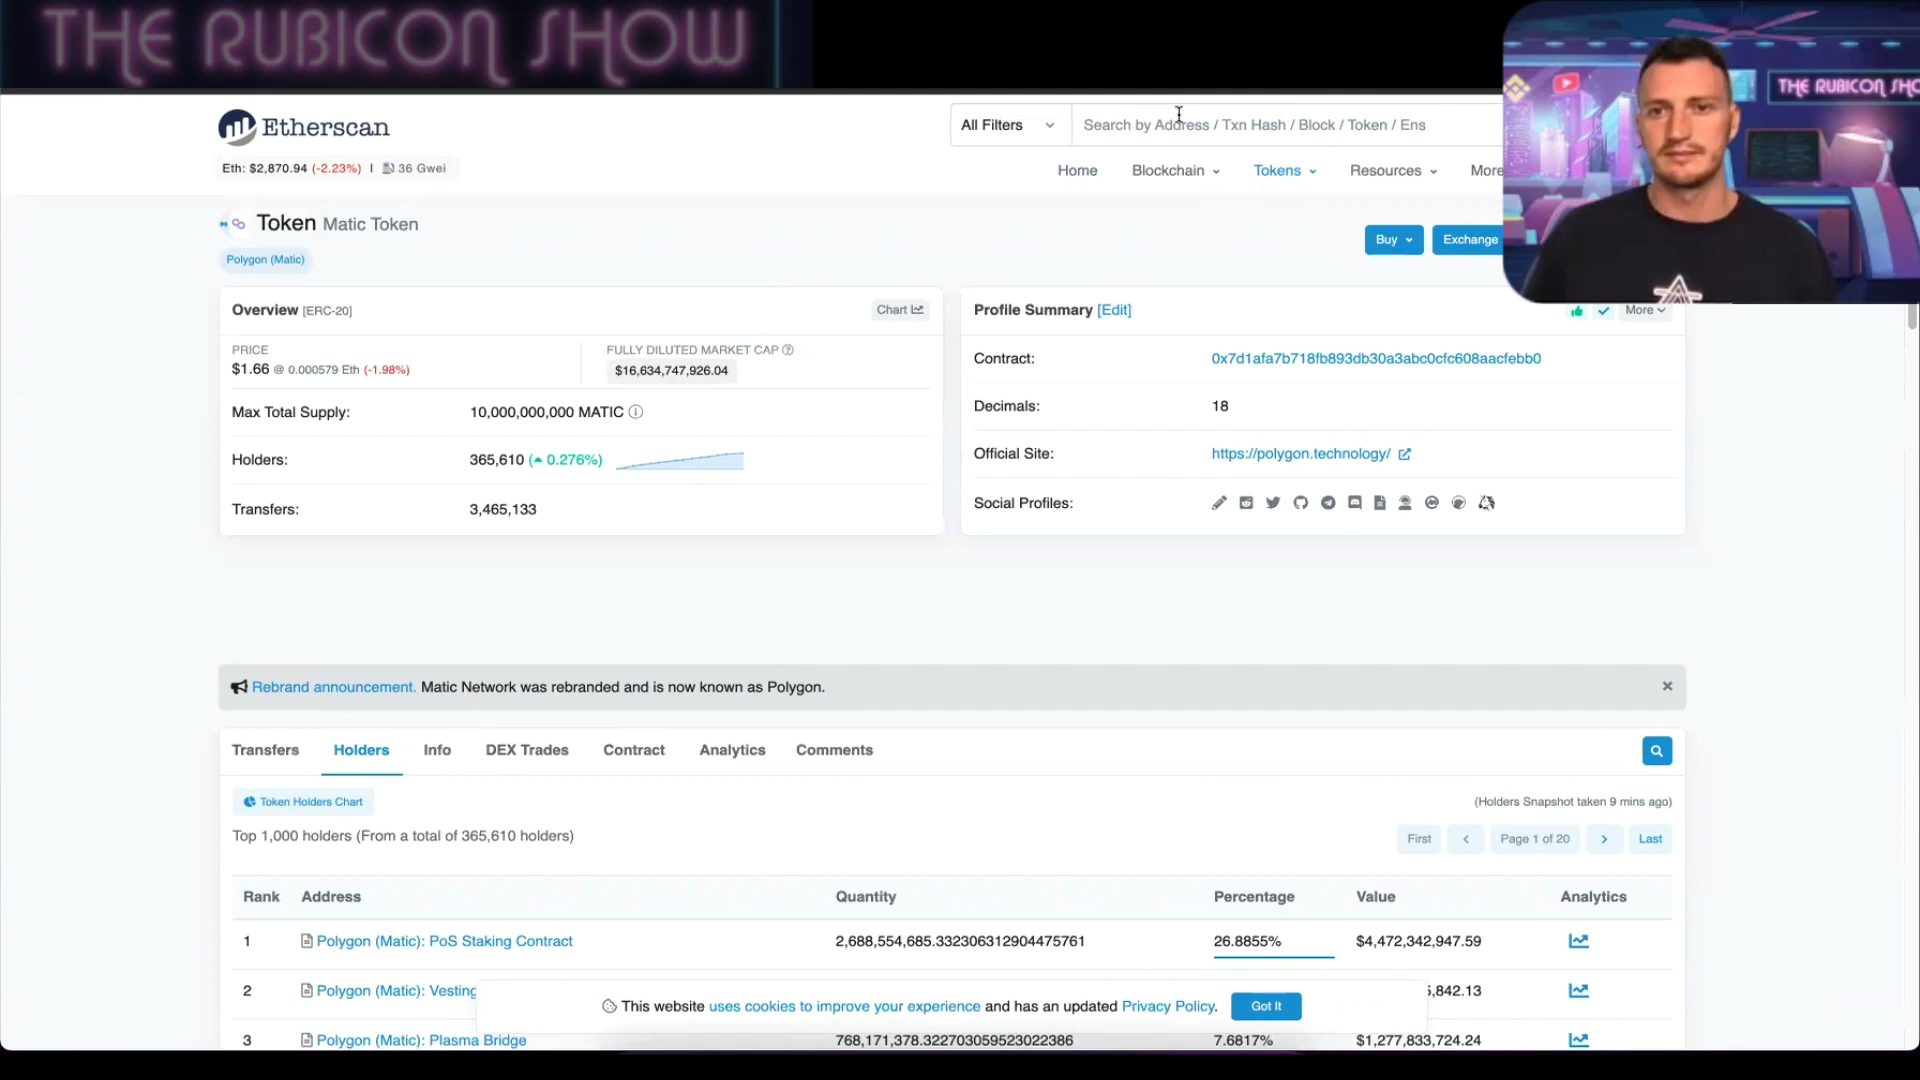 THE RUBICON SHOW
THE RUBICON SHO
Etherscan
All Filters
Search by Address / Txn Hash / Block / Token / Ens
Eth: $2,870.94 (-2.23%) | 36 Gwei
Home Blockchain Tokens Resources More
Token Matic Token
Buy Exchange
Polygon (Matic)
Overview [ERC-20] Chart
PRICE
$1.66 @ 0.000579 Eth (-1.98%)
FULLY DILUTED MARKET CAP
$16,634,747,926.04
Max Total Supply: 10,000,000,000 MATIC
Holders: 365,610 (0.276%)
Transfers: 3,465,133
Profile Summary [Edit] More
Contract: 0x7d1afa7b718fb893db30a3abc0cfc608aacfebb0
Decimals: 18
Official Site: https://polygon.technology/
Social Profiles:
Rebrand announcement. Matic Network was rebranded and is now known as Polygon.
Transfers Holders Info DEX Trades Contract Analytics Comments
Token Holders Chart
(Holders Snapshot taken 9 mins ago)
Top 1,000 holders (From a total of 365,610 holders)
First < Page 1 of 20 > Last
Rank Address Quantity Percentage Value Analytics
1 Polygon (Matic): PoS Staking Contract 2,688,554,685.332306312904475761 26.8855% $4,472,342,947.59
2 Polygon (Matic): Vesting 5,842.13
This website uses cookies to improve your experience and has an updated Privacy Policy. Got It
3 Polygon (Matic): Plasma Bridge 768,171,378.322703059523022386 7.6817% $1,277,833,724.24